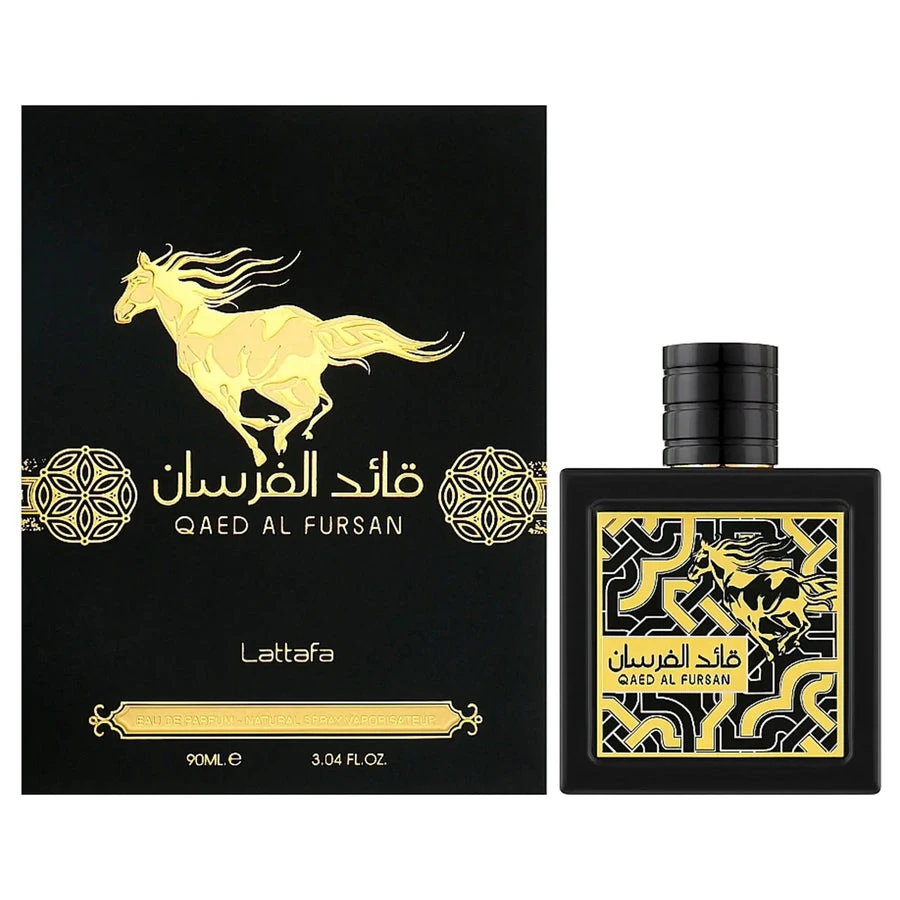 قائد الفرسان
QAED AL FURSAN
Lattafa
EAU DE PARFUM - NATURAL SPRAY VAPORISATEUR
90ML.e
3.04 FL.OZ.
قائد الفرسان
QAED AL FURSAN